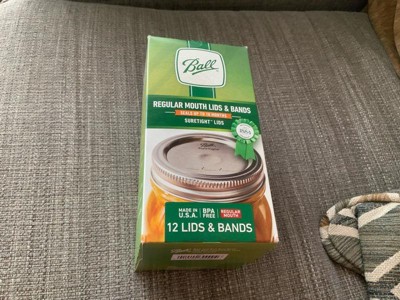 Ball
REGULAR MOUTH LIDS & BANDS
SEALS UP TO 18 MONTHS
SURETIGHT™ LIDS
MADE IN
U.S.A.
BPA
FREE
REGULAR
MOUTH
12 LIDS & BANDS